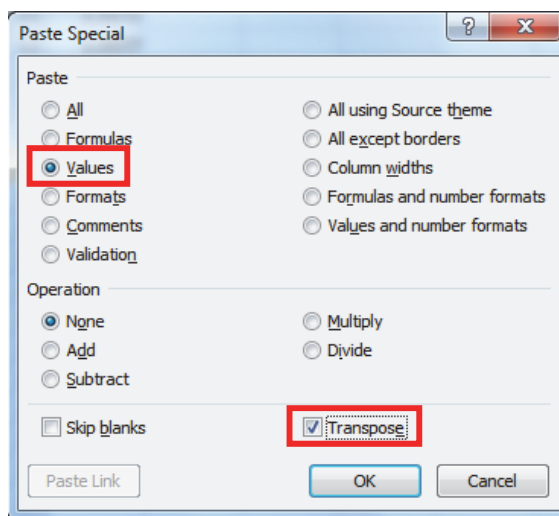 Paste Special
Paste
All
All using Source theme
Formulas
All except borders
Values
Column widths
Formats
Formulas and number formats
Comments
Values and number formats
Validation
Operation
None
Multiply
Add
Divide
Subtract
Skip blanks
Transpose
Paste Link
OK
Cancel